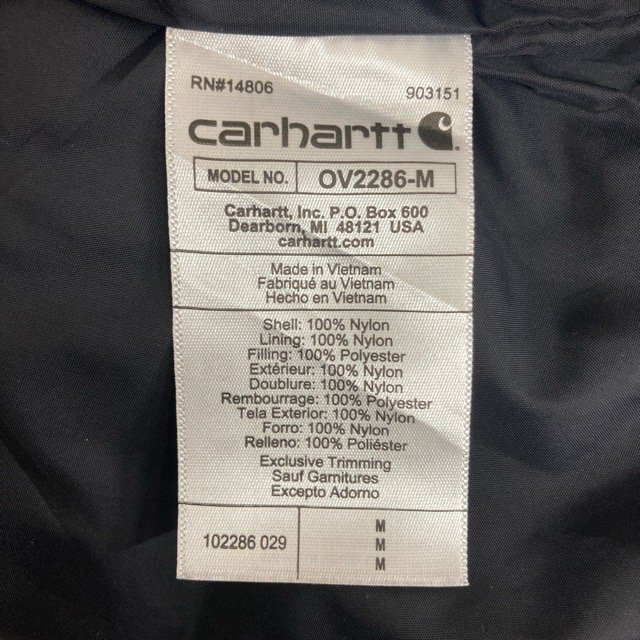 RN#14806 903151
carhartt
MODEL NO. OV2286-M
Carhartt, Inc. P.O. Box 600
Dearborn, MI 48121 USA
carhartt.com
Made in Vietnam
Fabriqué au Vietnam
Hecho en Vietnam
Shell: 100% Nylon
Lining: 100% Nylon
Filling: 100% Polyester
Extérieur: 100% Nylon
Doublure: 100% Nylon
Rembourrage: 100% Polyester
Tela Exterior: 100% Nylon
Forro: 100% Nylon
Relleno: 100% Poliéster
Exclusive Trimming
Sauf Garnitures
Excepto Adorno
102286 029
M
M
M